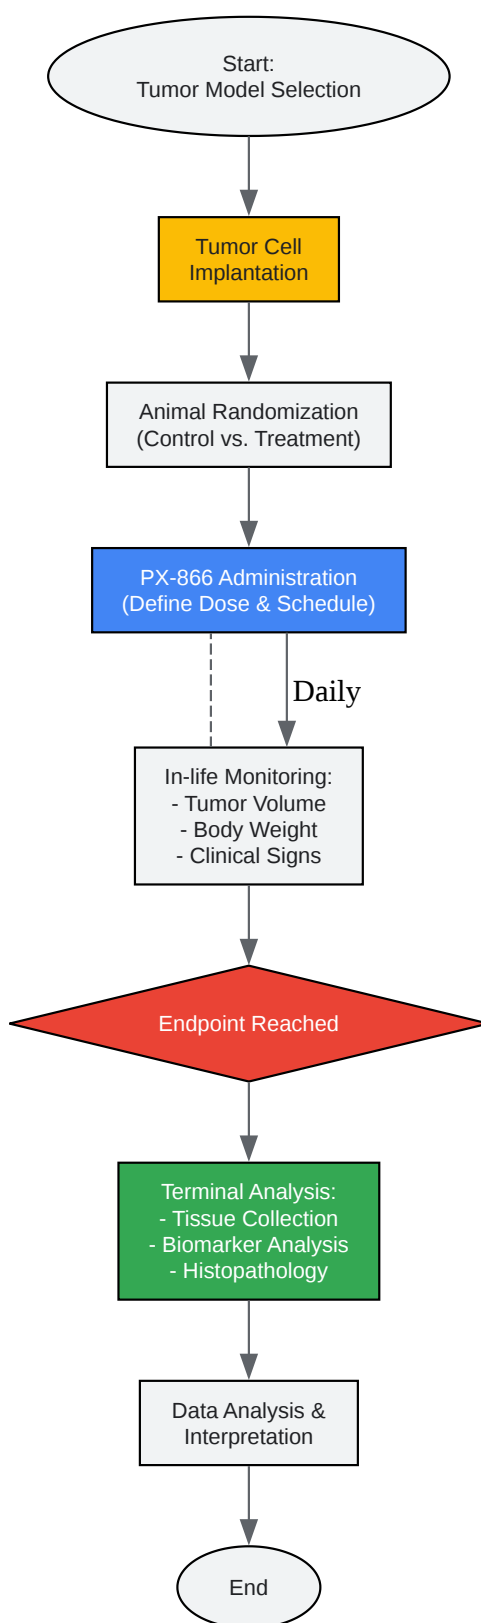 Start:
Tumor Model Selection
Tumor Cell
Implantation
Animal Randomization
(Control vs. Treatment)
PX-866 Administration
(Define Dose & Schedule)
Daily
In-life Monitoring:
- Tumor Volume
- Body Weight
- Clinical Signs
Endpoint Reached
Terminal Analysis:
- Tissue Collection
- Biomarker Analysis
- Histopathology
Data Analysis &
Interpretation
End